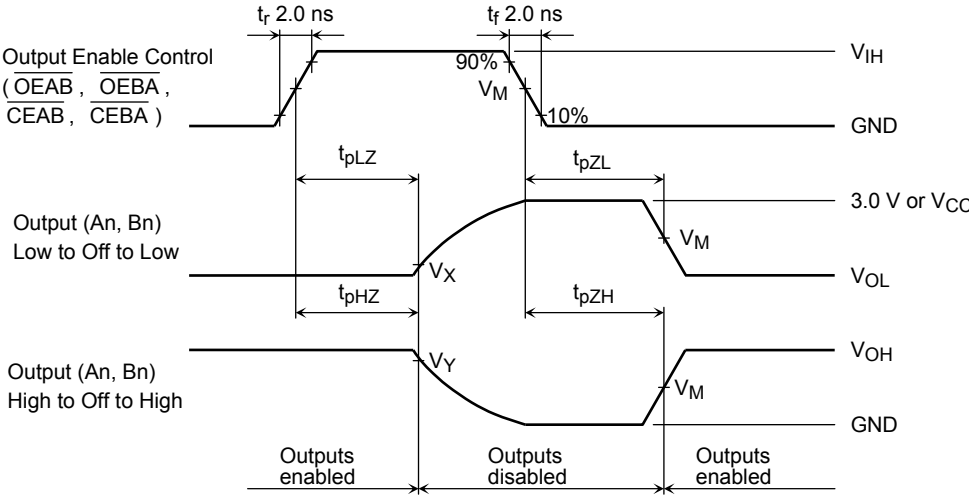 tr 2.0 ns
tf 2.0 ns
Output Enable Control
( OEAB , OEBA ,
CEAB , CEBA )
90%
VM
10%
VIH
GND
tpLZ
tpZL
3.0 V or VCC
Output (An, Bn)
Low to Off to Low
VX
VM
VOL
tpHZ
tpZH
VOH
Output (An, Bn)
High to Off to High
VY
VM
GND
Outputs
enabled
Outputs
disabled
Outputs
enabled